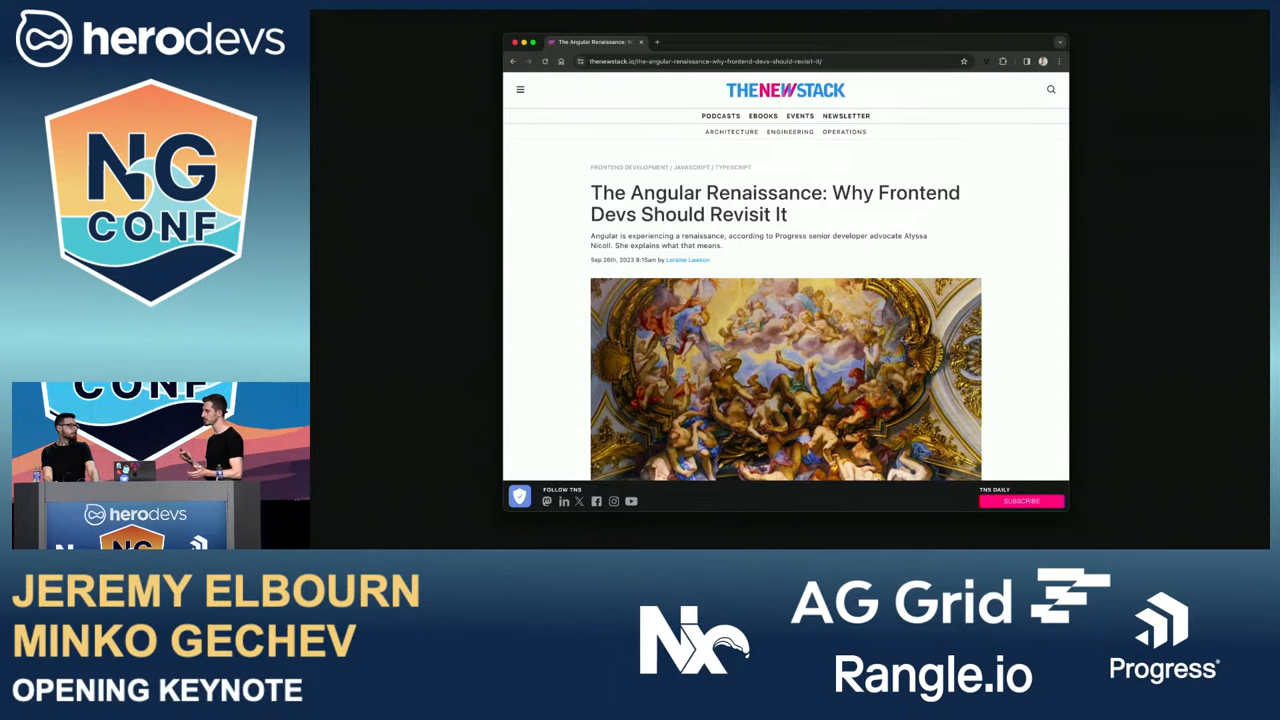 herodevs
NG
CONF
CONF
herodevs
NG
JEREMY ELBOURN
MINKO GECHEV
OPENING KEYNOTE
The Angular Renaissance: W
thenewstack.io/the-angular-renaissance-why-frontend-devs-should-revisit-it/
THENEWSTACK
PODCASTS EBOOKS EVENTS NEWSLETTER
ARCHITECTURE ENGINEERING OPERATIONS
FRONTEND DEVELOPMENT / JAVASCRIPT / TYPESCRIPT
The Angular Renaissance: Why Frontend
Devs Should Revisit It
Angular is experiencing a renaissance, according to Progress senior developer advocate Alyssa
Nicoll. She explains what that means.
Sep 26th, 2023 8:15am by Loraine Lawson
FOLLOW TNS
TNS DAILY
SUBSCRIBE
Nx
AG Grid
Rangle.io
Progress®